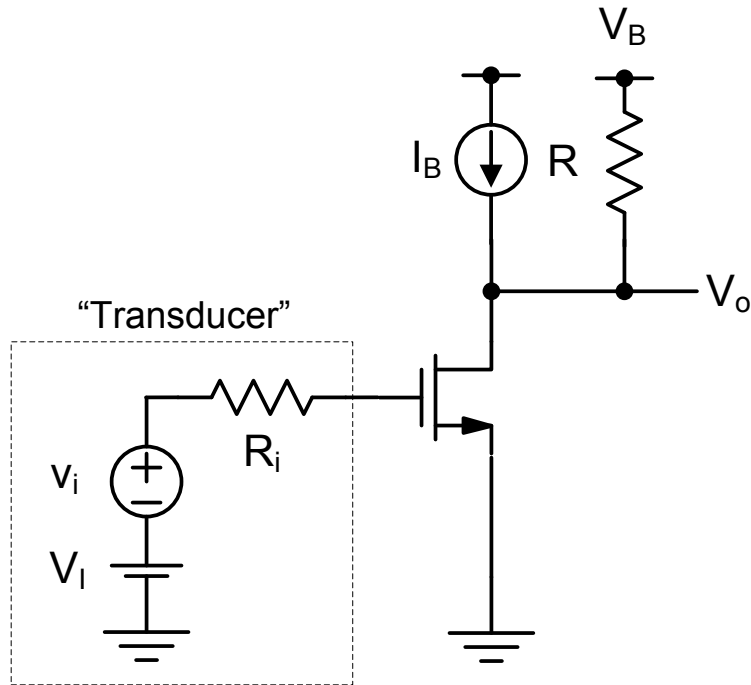 V_B
I_B
R
V_o
“Transducer”
R_i
v_i
V_I